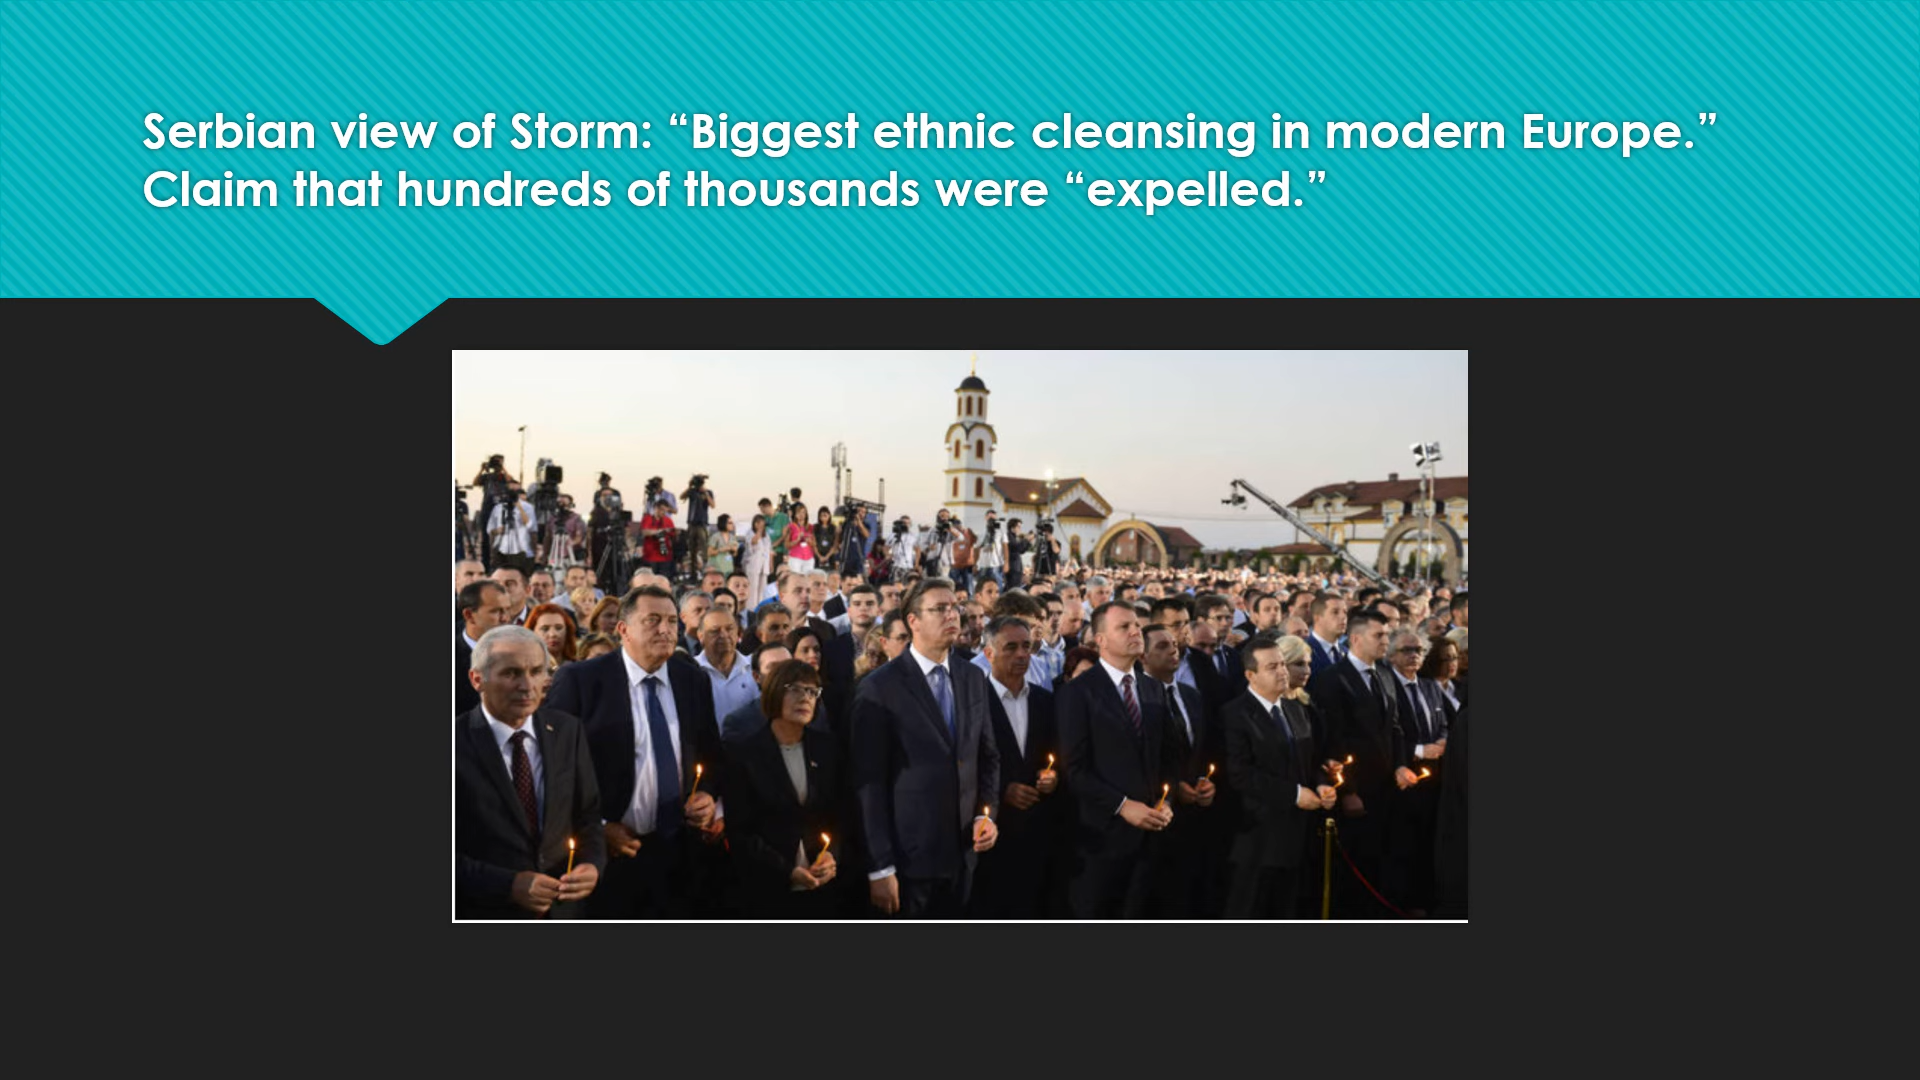 Serbian view of Storm: “Biggest ethnic cleansing in modern Europe.”
Claim that hundreds of thousands were “expelled.”